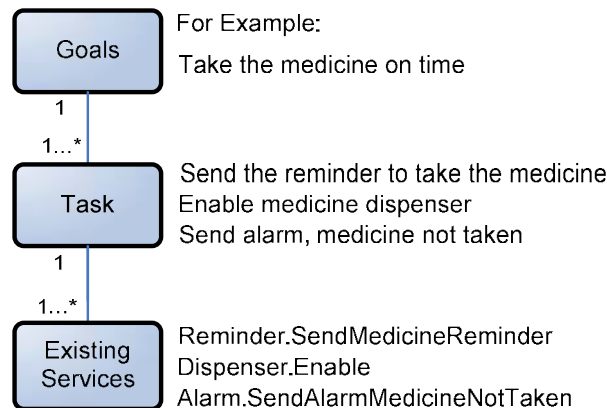 Goals
For Example:
Take the medicine on time
1
1...*
Task
Send the reminder to take the medicine
Enable medicine dispenser
Send alarm, medicine not taken
1
1...*
Existing
Services
Reminder.SendMedicineReminder
Dispenser.Enable
Alarm.SendAlarmMedicineNotTaken